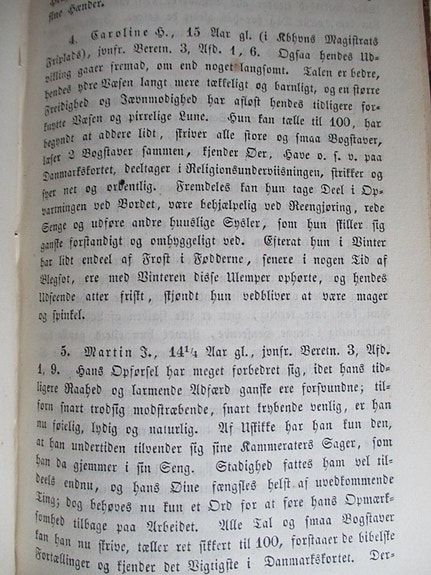 sine Hænder.
4. Caroline H., 15 Aar gl. (i Kbhvns Magistrats
Friplads), jvnfr. Beretn. 3, Afd. 1, 6. Ogsaa hendes Ud-
vikling gaaer fremad, om end noget langsomt. Talen er bedre,
hendes ydre Væsen langt mere tækkeligt og barnligt, og en større
Freidighed og Jævnmodighed har afløst hendes tidligere for-
knytte Væsen og pirrelige Lune. Hun kan tælle til 100, har
begyndt at addere lidt, skriver alle store og smaa Bogstaver,
læser 2 Bogstaver sammen, kjender Øer, Have o. s. v. paa
Danmarkskortet, deeltager i Religionsunderviisningen, strikker og
syer net og ordentlig. Fremdeles kan hun tage Deel i Op-
vartningen ved Bordet, være behjælpelig ved Reengjøring, rede
Senge og udføre andre huuslige Sysler, som hun skiller sig
ganske forstandigt og omhyggeligt ved. Efterat hun i Vinter
har lidt endeel af Frost i Fødderne, senere i nogen Tid af
Blegsot, ere med Vinteren disse Ulemper ophørte, og hendes
Udseende atter friskt, skjøndt hun vedbliver at være mager
og spinkel.
5. Martin J., 14¼ Aar gl., jvnfr. Beretn. 3, Afd.
1, 9. Hans Opførsel har meget forbedret sig, idet hans tid-
ligere Raahed og larmende Adfærd ganske ere forsvundne; til-
forn snart trodsig modstræbende, snart krybende venlig, er han
nu føielig, lydig og naturlig. Af Uskikke har han kun den,
at han undertiden tilvender sig sine Kammeraters Sager, som
han da gjemmer i sin Seng. Stadighed fattes ham vel til-
deels endnu, og hans Øine fængsles helst af uvedkommende
Ting; dog behøves nu kun et Ord for at føre hans Opmærk-
somhed tilbage paa Arbeidet. Alle Tal og smaa Bogstaver
kan han nu skrive, tæller ret sikkert til 100, forstaaer de bibelske
Fortællinger og kjender det Vigtigste i Danmarkskortet. Der-